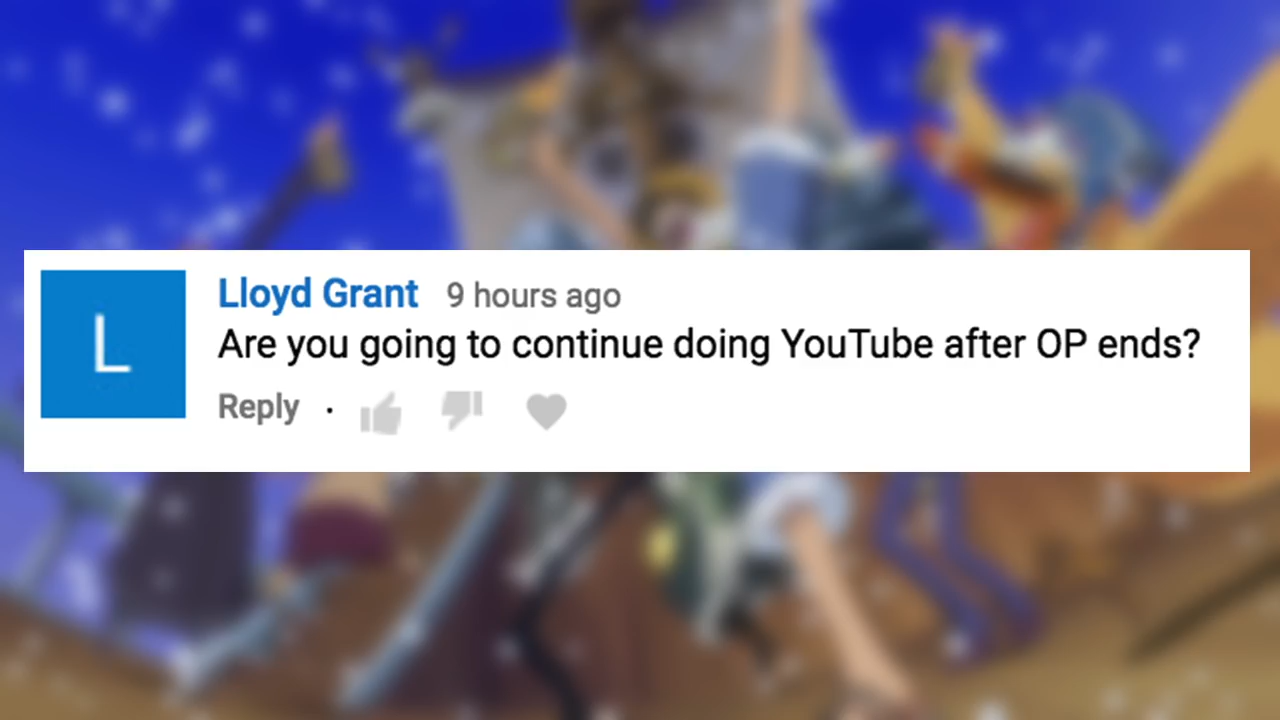 L
Lloyd Grant 9 hours ago
Are you going to continue doing YouTube after OP ends?
Reply ·